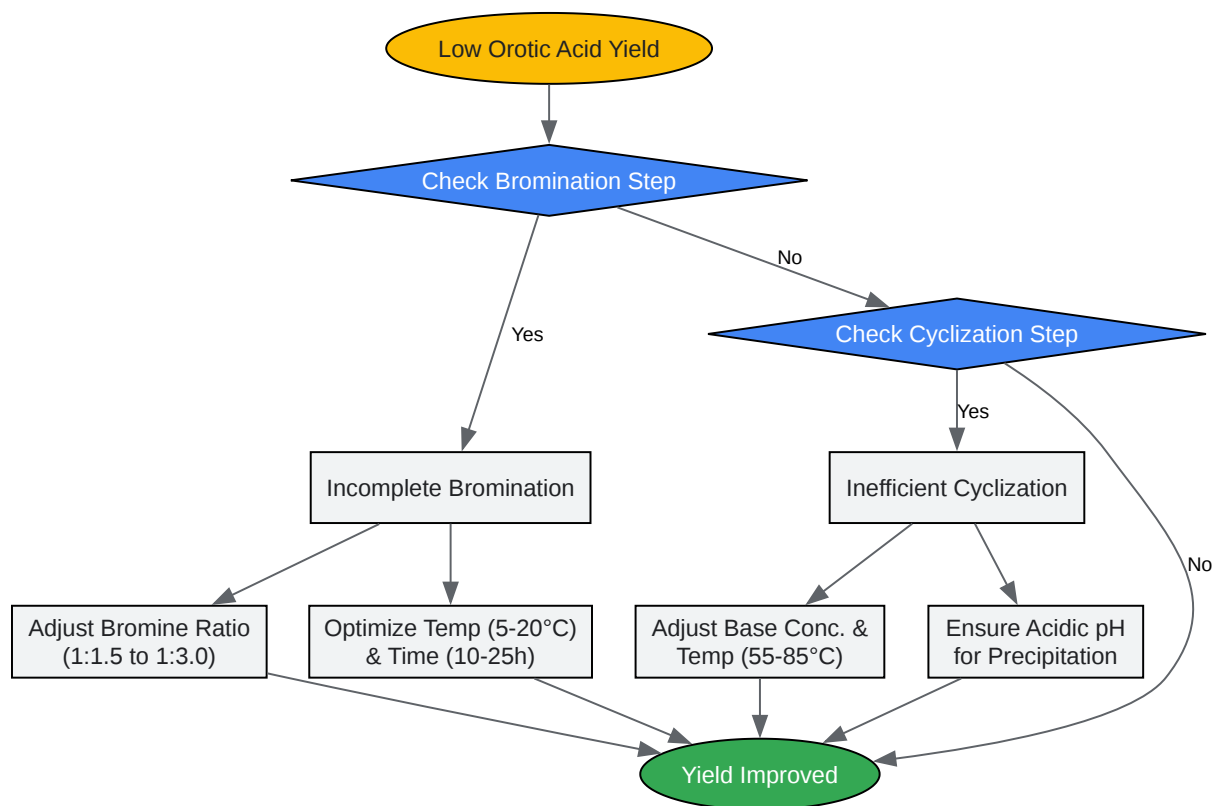 Low Orotic Acid Yield
Check Bromination Step
No
Yes
Check Cyclization Step
Yes
Incomplete Bromination
Inefficient Cyclization
No
Adjust Bromine Ratio
(1:1.5 to 1:3.0)
Optimize Temp (5-20°C)
& Time (10-25h)
Adjust Base Conc. &
Temp (55-85°C)
Ensure Acidic pH
for Precipitation
Yield Improved